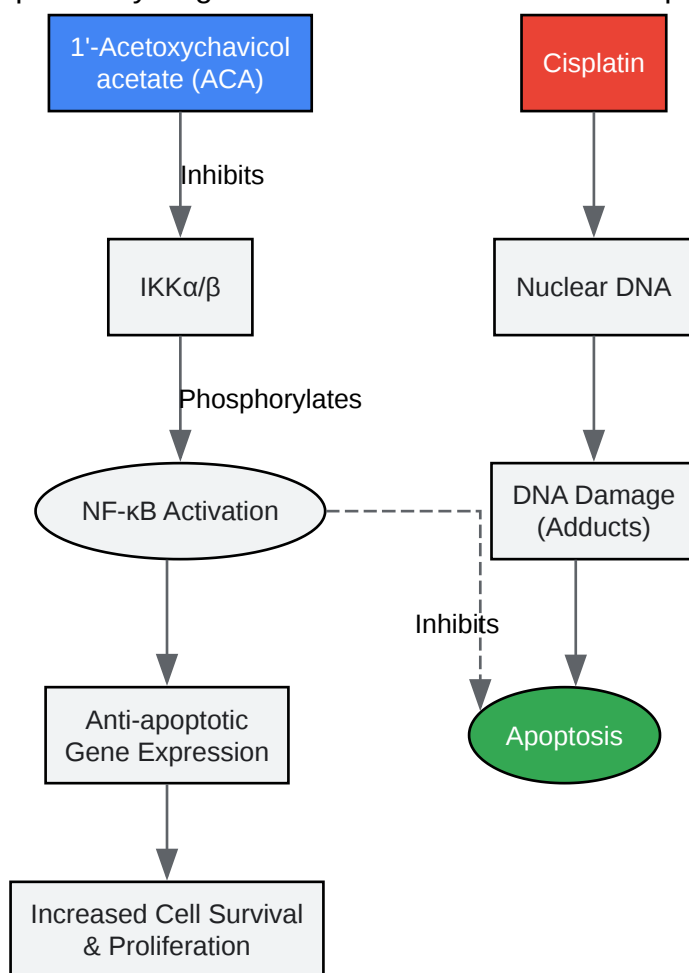 1'-Acetoxychavicol
acetate (ACA)
Cisplatin
Inhibits
IKKα/β
Nuclear DNA
Phosphorylates
NF-κB Activation
DNA Damage
(Adducts)
Inhibits
Anti-apoptotic
Gene Expression
Apoptosis
Increased Cell Survival
& Proliferation